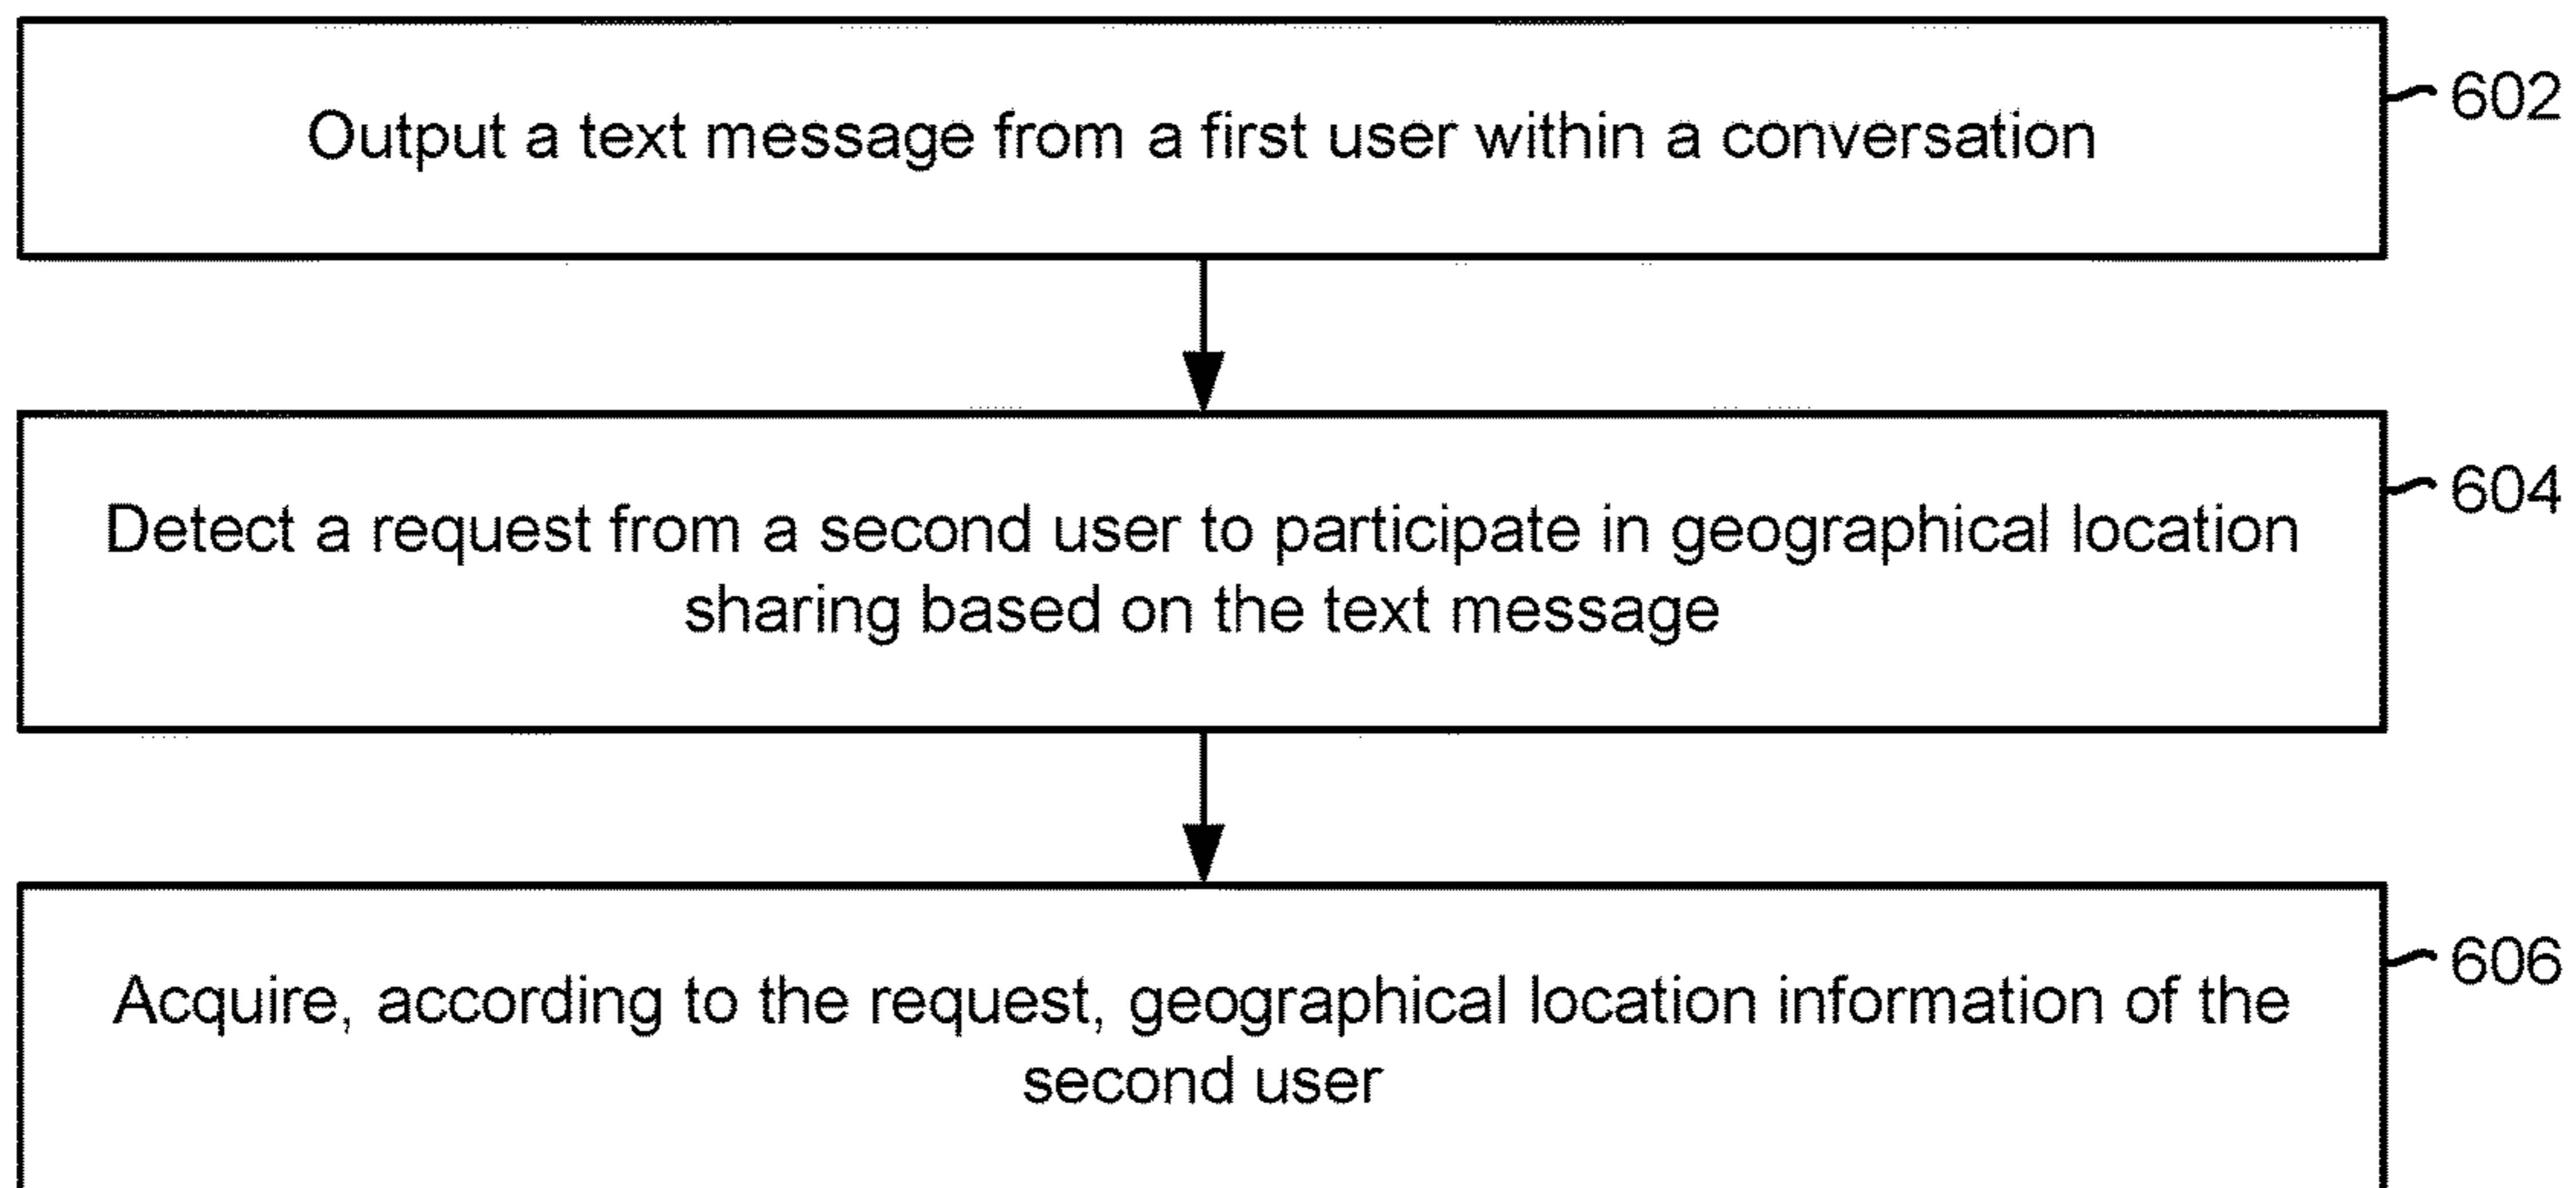 Output a text message from a first user within a conversation
602
Detect a request from a second user to participate in geographical location
sharing based on the text message
604
Acquire, according to the request, geographical location information of the
second user
606